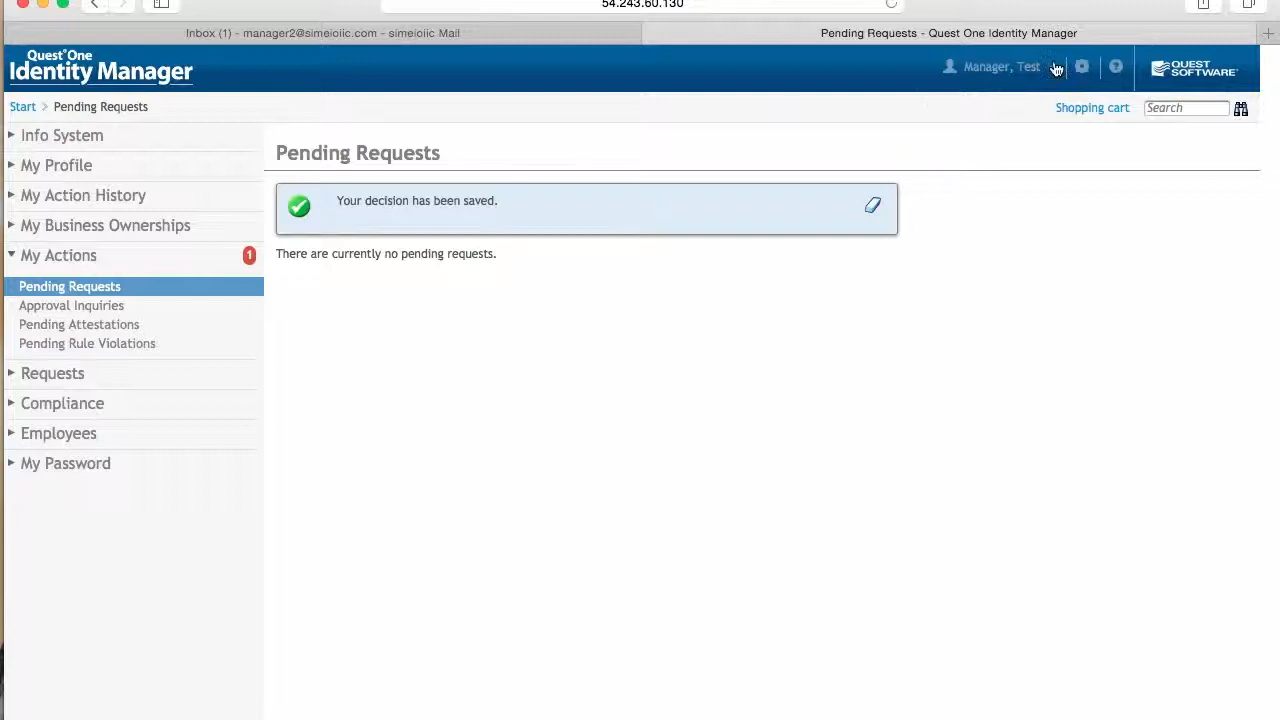 54.243.60.130
Inbox (1) - manager2@simeioiic.com - simeioiic Mail
Pending Requests - Quest One Identity Manager
Quest One
Identity Manager
Manager, Test
QUEST
SOFTWARE
Start > Pending Requests
Shopping cart
Search
Info System
My Profile
My Action History
My Business Ownerships
My Actions 1
Pending Requests
Approval Inquiries
Pending Attestations
Pending Rule Violations
Requests
Compliance
Employees
My Password
Pending Requests
Your decision has been saved.
There are currently no pending requests.